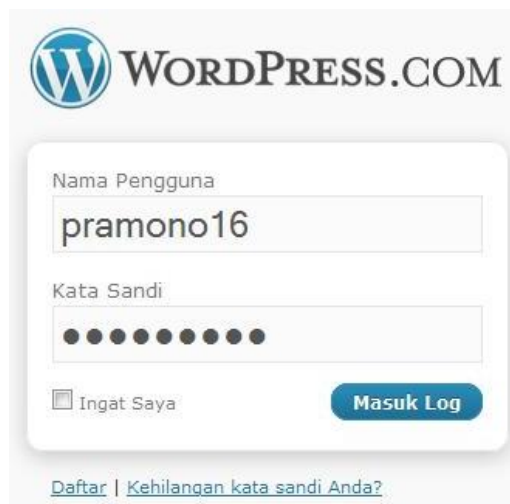 WORDPRESS.COM
Nama Pengguna
pramono16
Kata Sandi
●●●●●●●●●
Ingat Saya
Masuk Log
Daftar | Kehilangan kata sandi Anda?